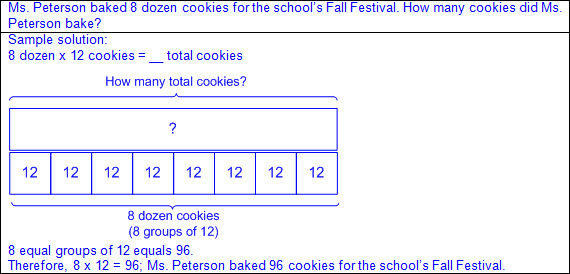 Ms. Peterson baked 8 dozen cookies for the school's Fall Festival. How many cookies did Ms.
Peterson bake?
Sample solution:
8 dozen x 12 cookies = __ total cookies
How many total cookies?
?
12 12 12 12 12 12 12 12
8 dozen cookies
(8 groups of 12)
8 equal groups of 12 equals 96.
Therefore, 8 x 12 = 96; Ms. Peterson baked 96 cookies for the school's Fall Festival.